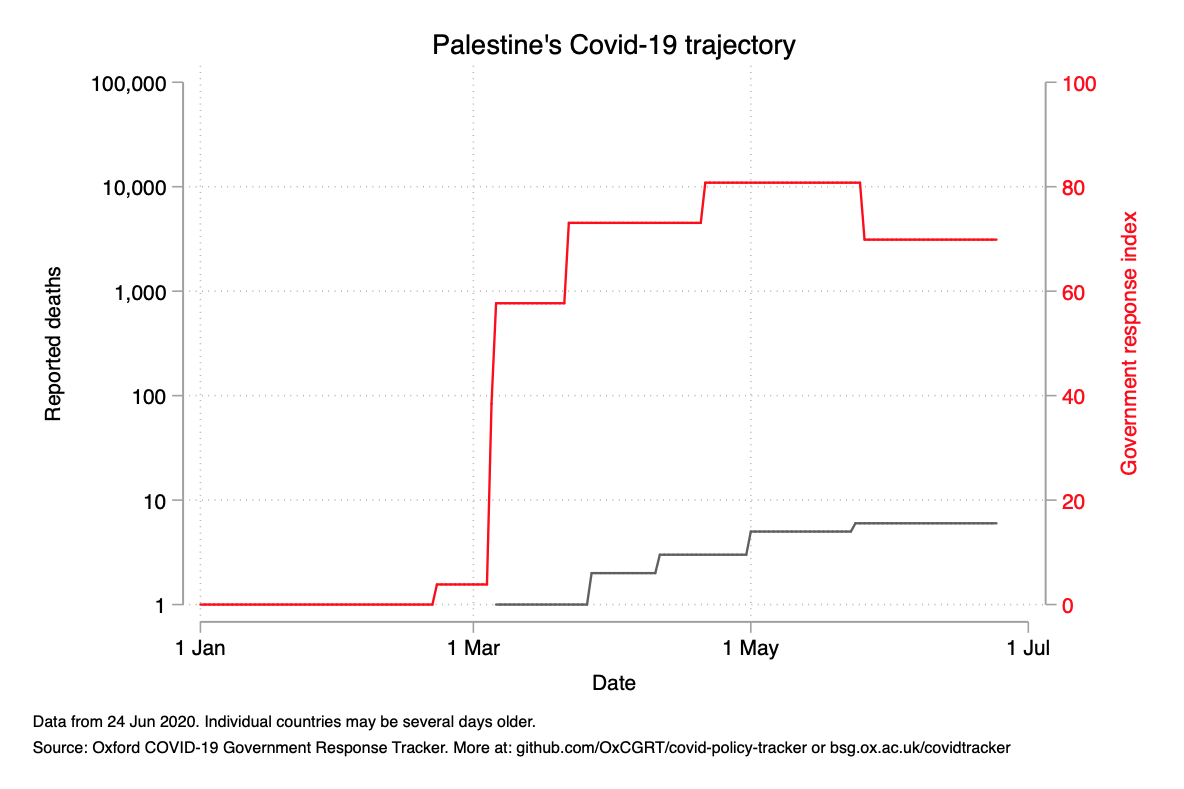 Palestine's Covid-19 trajectory
100,000
10,000
1,000
100
10
1
Reported deaths
100
80
60
40
20
0
Government response index
1 Jan
1 Mar
1 May
1 Jul
Date
Data from 24 Jun 2020. Individual countries may be several days older.
Source: Oxford COVID-19 Government Response Tracker. More at: github.com/OxCGRT/covid-policy-tracker or bsg.ox.ac.uk/covidtracker